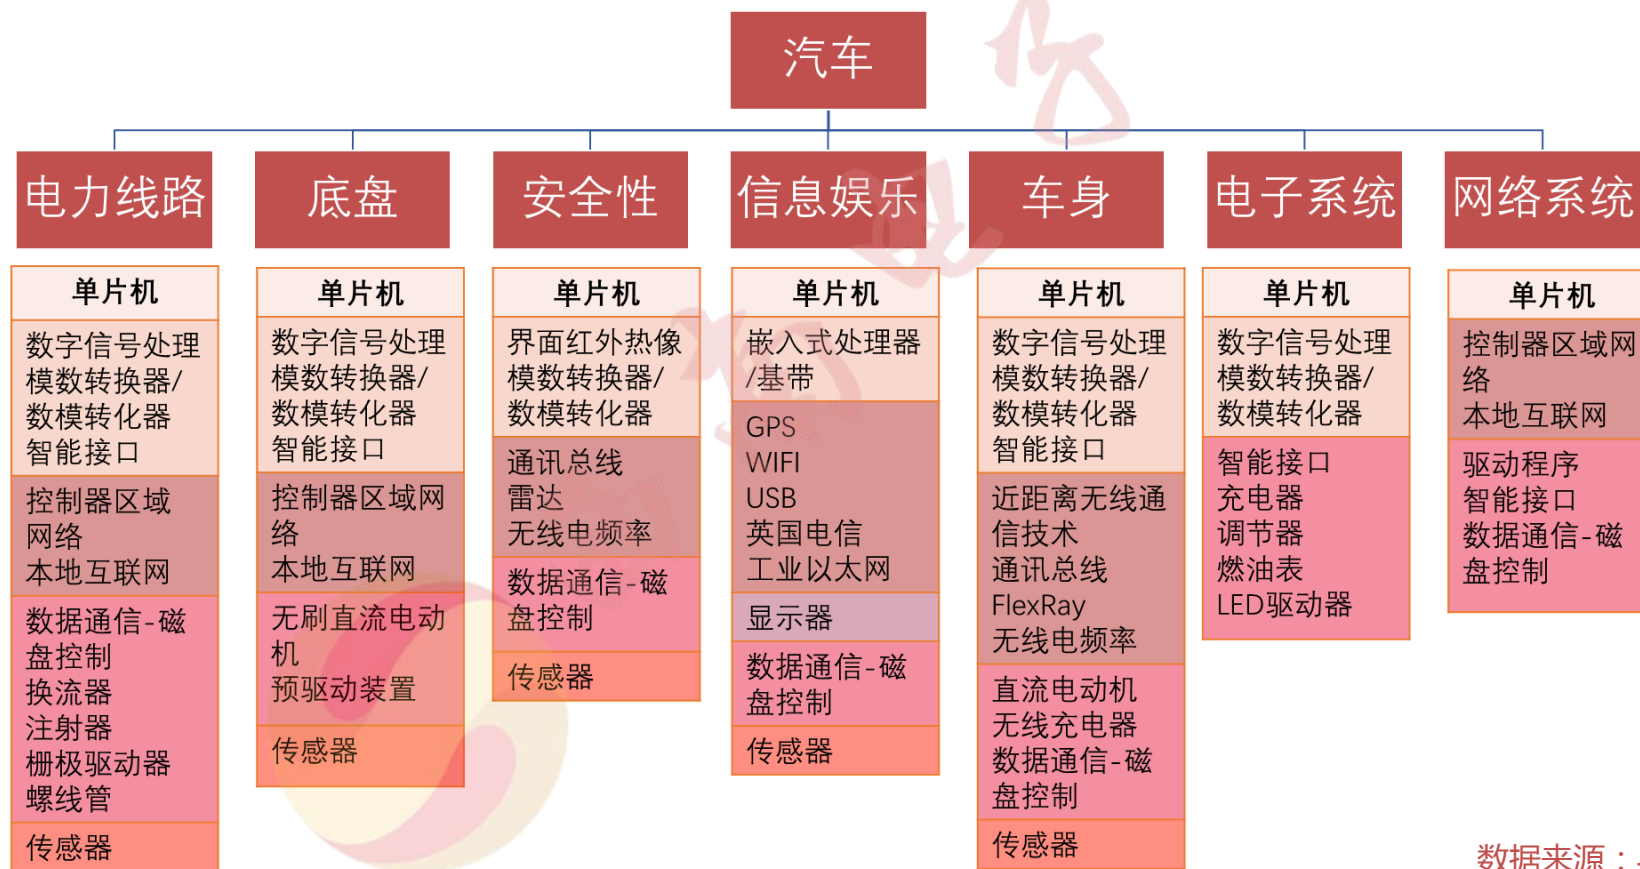 汽车
电力线路
底盘
安全性
信息娱乐
车身
电子系统
网络系统
单片机
数字信号处理
模数转换器/
数模转化器
智能接口
控制器区域
网络
本地互联网
数据通信-磁
盘控制
换流器
注射器
栅极驱动器
螺线管
传感器
单片机
数字信号处理
模数转换器/
数模转化器
智能接口
控制器区域网
络
本地互联网
无刷直流电动
机
预驱动装置
传感器
单片机
界面红外热像
模数转换器/
数模转化器
通讯总线
雷达
无线电频率
数据通信-磁
盘控制
传感器
单片机
嵌入式处理器
/基带
GPS
WIFI
USB
英国电信
工业以太网
显示器
数据通信-磁
盘控制
传感器
单片机
数字信号处理
模数转换器/
数模转化器
智能接口
近距离无线通
信技术
通讯总线
FlexRay
无线电频率
直流电动机
无线充电器
数据通信-磁
盘控制
传感器
单片机
数字信号处理
模数转换器/
数模转化器
智能接口
充电器
调节器
燃油表
LED驱动器
单片机
控制器区域网
络
本地互联网
驱动程序
智能接口
数据通信-磁
盘控制
数据来源：